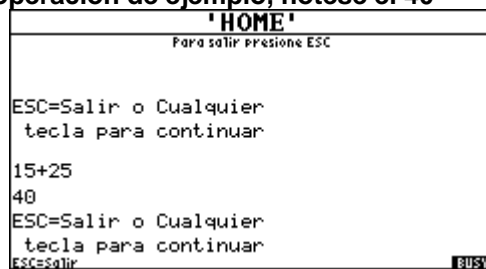 operación de ejemplo, nótese el 40
'HOME'
Para salir presione ESC
ESC=Salir o Cualquier
tecla para continuar
15+25
40
ESC=Salir o Cualquier
tecla para continuar
ESC=Salir
BUSY